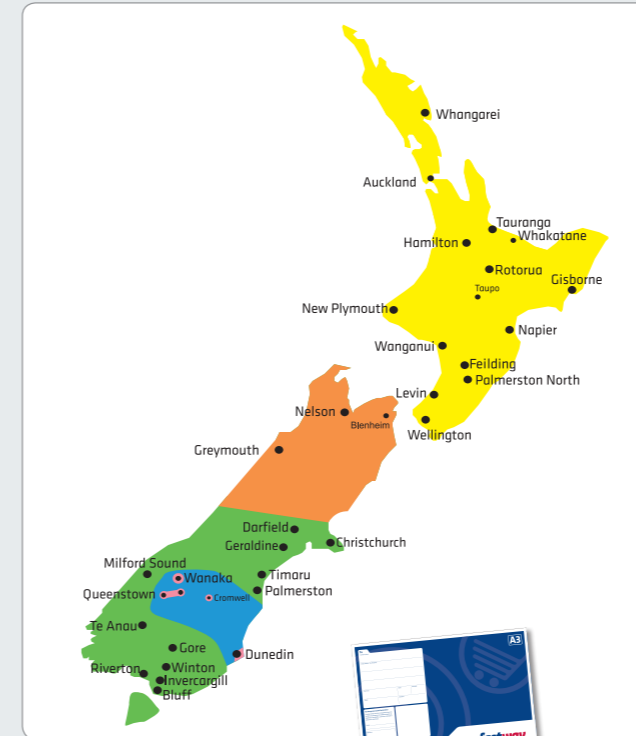 Whangarei
Auckland
Tauranga
Whakatane
Hamilton
Rotorua
Gisborne
Taupo
New Plymouth
Napier
Wanganui
Feilding
Palmerston North
Levin
Nelson
Blenheim
Wellington
Greymouth
Darfield
Christchurch
Geraldine
Milford Sound
Timaru
Wanaka
Queenstown
Palmerston
Cromwell
Te Anau
Gore
Dunedin
Riverton
Winton
Invercargill
Bluff
A3